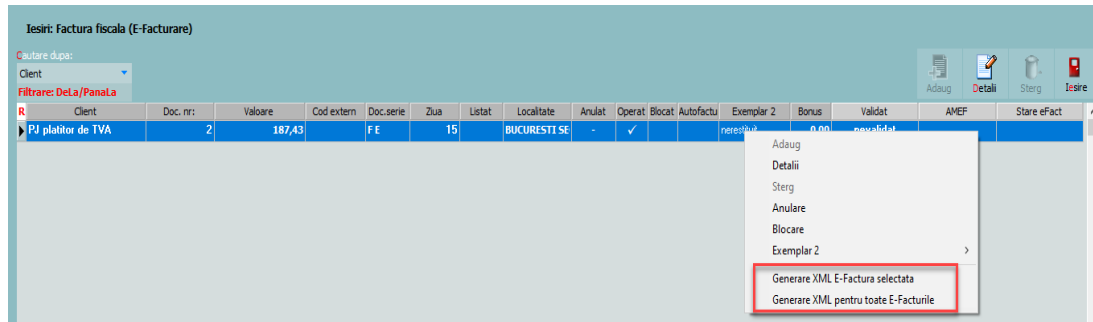 Iesiri: Factura fiscala (E-Facturare)
Cautare dupa:
Client
Filtrare: DeLa/PanaLa
Adaug Detalii Sterg Iesire
R Client Doc. nr: Valoare Cod extern Doc.serie Ziua Listat Localitate Anulat Operat Blocat Autofactu Exemplar 2 Bonus Validat AMEF Stare eFact
PJ platitor de TVA 2 187,43 F E 15 BUCURESTI SE - ✓ nerestituit 0.00 nevalidat
Adaug
Detalii
Sterg
Anulare
Blocare
Exemplar 2 >
Generare XML E-Factura selectata
Generare XML pentru toate E-Facturile